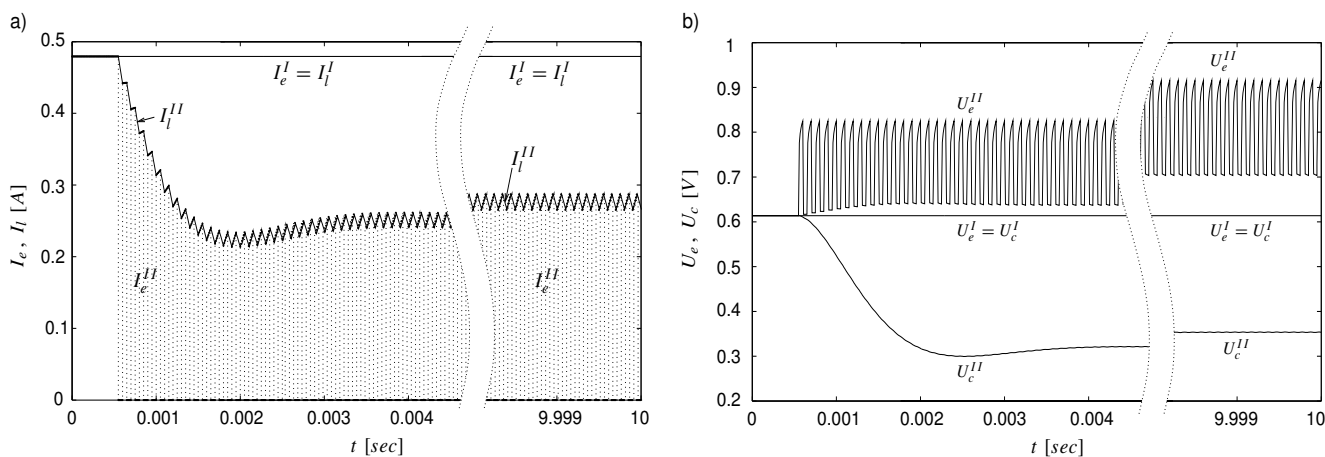 a)
0.5
0.4
0.3
0.2
0.1
0
0
0.001
0.002
0.003
0.004
9.999
10
I_e, I_l [A]
t [sec]
I_e^I = I_l^I
I_e^I = I_l^I
I_l^{II}
I_l^{II}
I_e^{II}
I_e^{II}
b)
1
0.9
0.8
0.7
0.6
0.5
0.4
0.3
0.2
0
0.001
0.002
0.003
0.004
9.999
10
U_e, U_c [V]
t [sec]
U_e^{II}
U_e^{II}
U_e^I = U_c^I
U_e^I = U_c^I
U_c^{II}
U_c^{II}